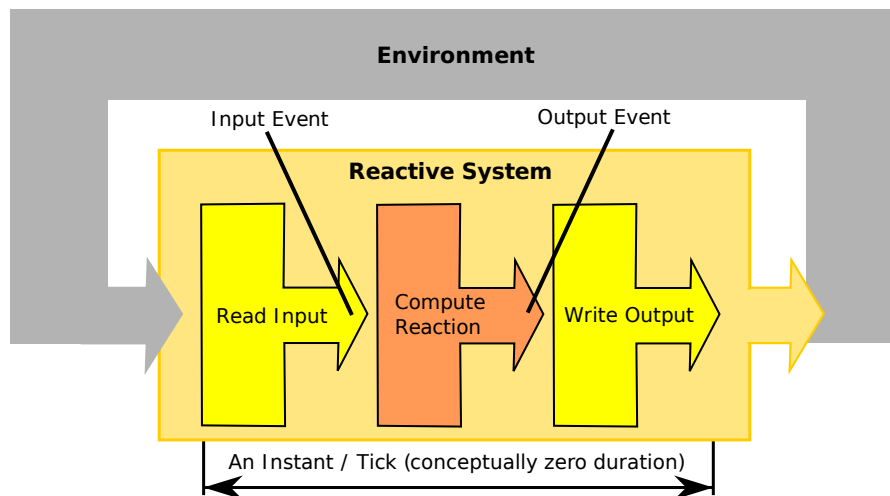 Environment
Input Event
Output Event
Reactive System
Read Input
Compute
Reaction
Write Output
An Instant / Tick (conceptually zero duration)